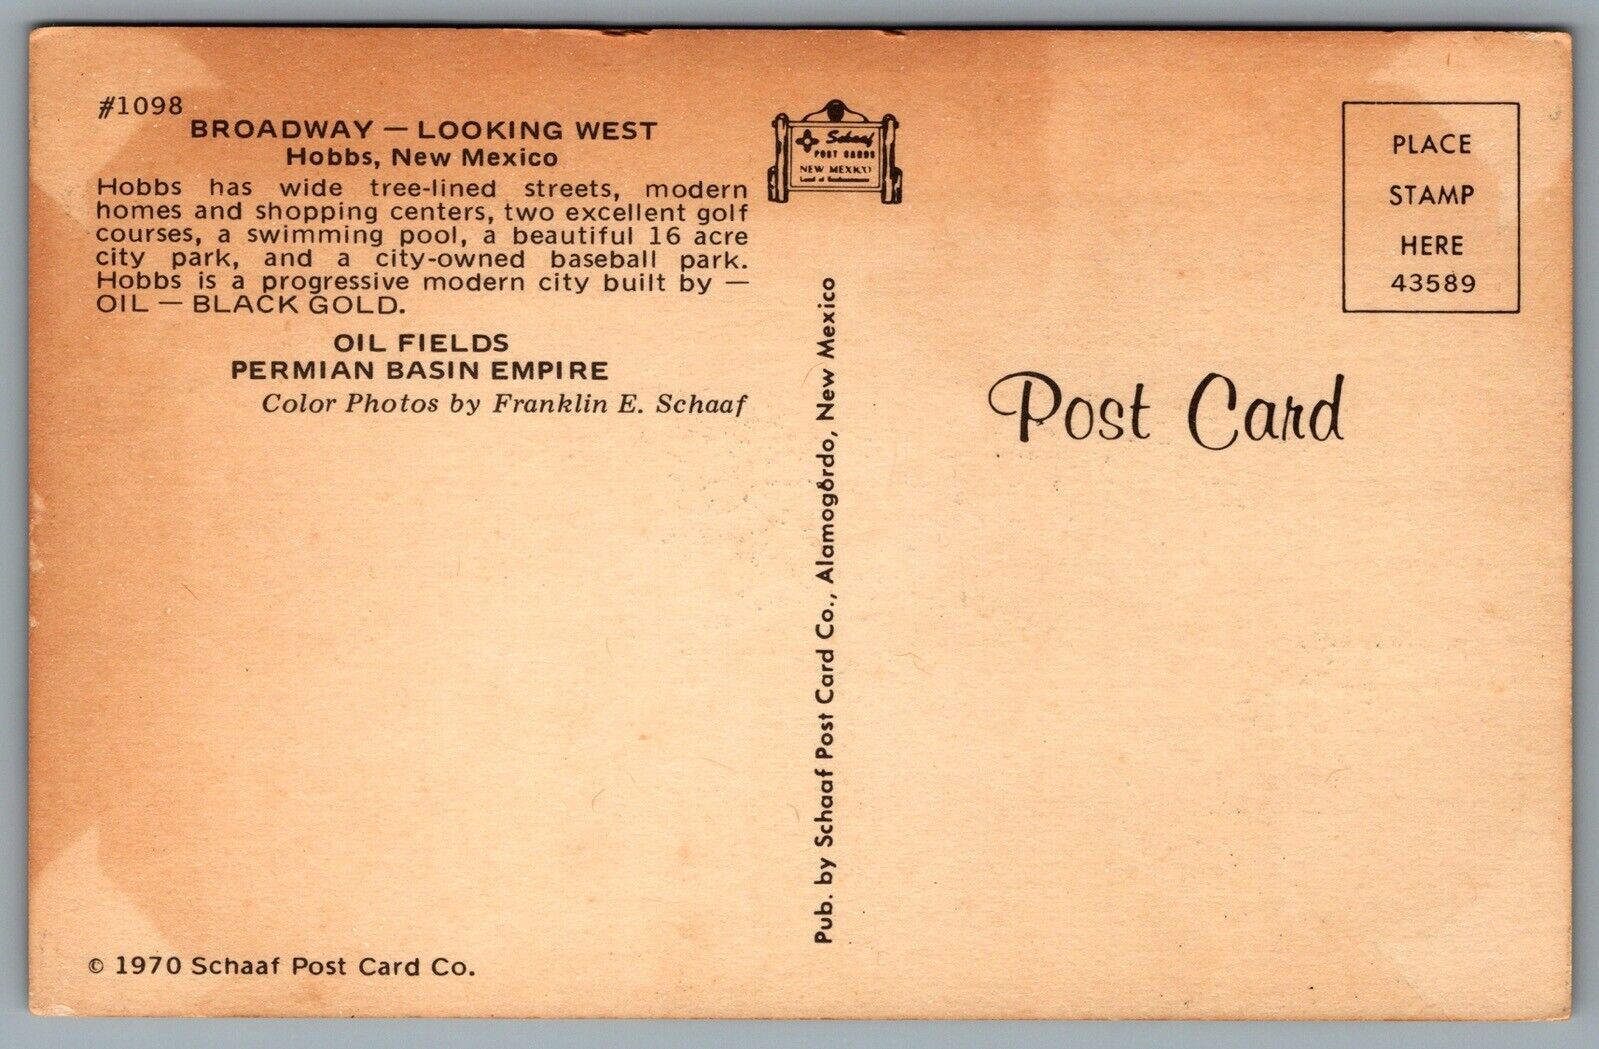 #1098
BROADWAY — LOOKING WEST
Hobbs, New Mexico
Hobbs has wide tree-lined streets, modern
homes and shopping centers, two excellent golf
courses, a swimming pool, a beautiful 16 acre
city park, and a city-owned baseball park.
Hobbs is a progressive modern city built by —
OIL — BLACK GOLD.
OIL FIELDS
PERMIAN BASIN EMPIRE
Color Photos by Franklin E. Schaaf
© 1970 Schaaf Post Card Co.
Schaaf
POST CARDS
NEW MEXICO
Land of
Pub. by Schaaf Post Card Co., Alamogordo, New Mexico
PLACE
STAMP
HERE
43589
Post Card